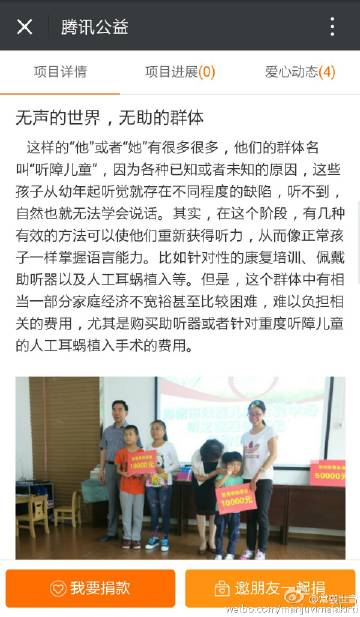 腾讯公益
项目详情 项目进展(0) 爱心动态(4)
无声的世界，无助的群体
这样的“他”或者“她”有很多很多，他们的群体名
叫“听障儿童”，因为各种已知或者未知的原因，这些
孩子从幼年起听觉就存在不同程度的缺陷，听不到，
自然也就无法学会说话。其实，在这个阶段，有几种
有效的方法可以使他们重新获得听力，从而像正常孩
子一样掌握语言能力。比如针对性的康复培训、佩戴
助听器以及人工耳蜗植入等。但是，这个群体中有相
当一部分家庭经济不宽裕甚至比较困难，难以负担相
关的费用，尤其是购买助听器或者针对重度听障儿童
的人工耳蜗植入手术的费用。
10000元
10000元
50000元
我要捐款
邀朋友一起捐